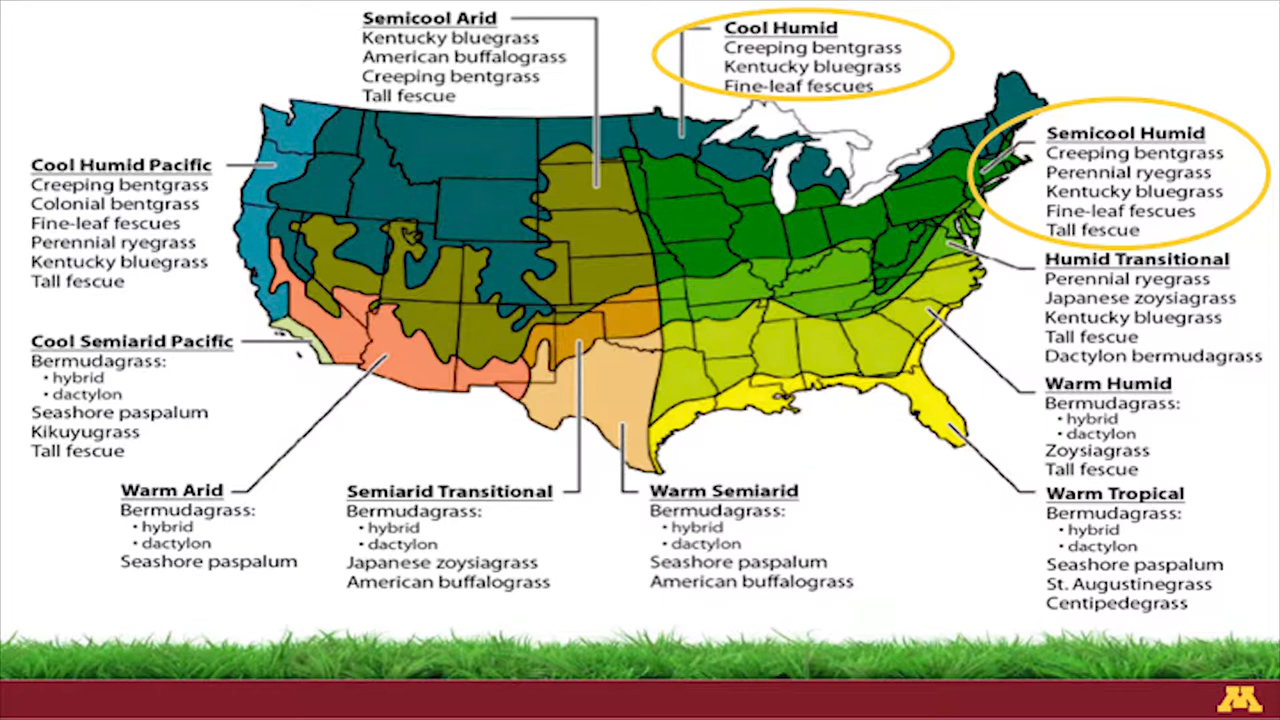 Semicool Arid
Kentucky bluegrass
American buffalograss
Creeping bentgrass
Tall fescue
Cool Humid
Creeping bentgrass
Kentucky bluegrass
Fine-leaf fescues
Semicool Humid
Creeping bentgrass
Perennial ryegrass
Kentucky bluegrass
Fine-leaf fescues
Tall fescue
Cool Humid Pacific
Creeping bentgrass
Colonial bentgrass
Fine-leaf fescues
Perennial ryegrass
Kentucky bluegrass
Tall fescue
Humid Transitional
Perennial ryegrass
Japanese zoysiagrass
Kentucky bluegrass
Tall fescue
Dactylon bermudagrass
Cool Semiarid Pacific
Bermudagrass:
• hybrid
• dactylon
Seashore paspalum
Kikuyugrass
Tall fescue
Warm Humid
Bermudagrass:
• hybrid
• dactylon
Zoysiagrass
Tall fescue
Warm Arid
Bermudagrass:
• hybrid
• dactylon
Seashore paspalum
Semiarid Transitional
Bermudagrass:
• hybrid
• dactylon
Japanese zoysiagrass
American buffalograss
Warm Semiarid
Bermudagrass:
• hybrid
• dactylon
Seashore paspalum
American buffalograss
Warm Tropical
Bermudagrass:
• hybrid
• dactylon
Seashore paspalum
St. Augustinegrass
Centipedegrass
M